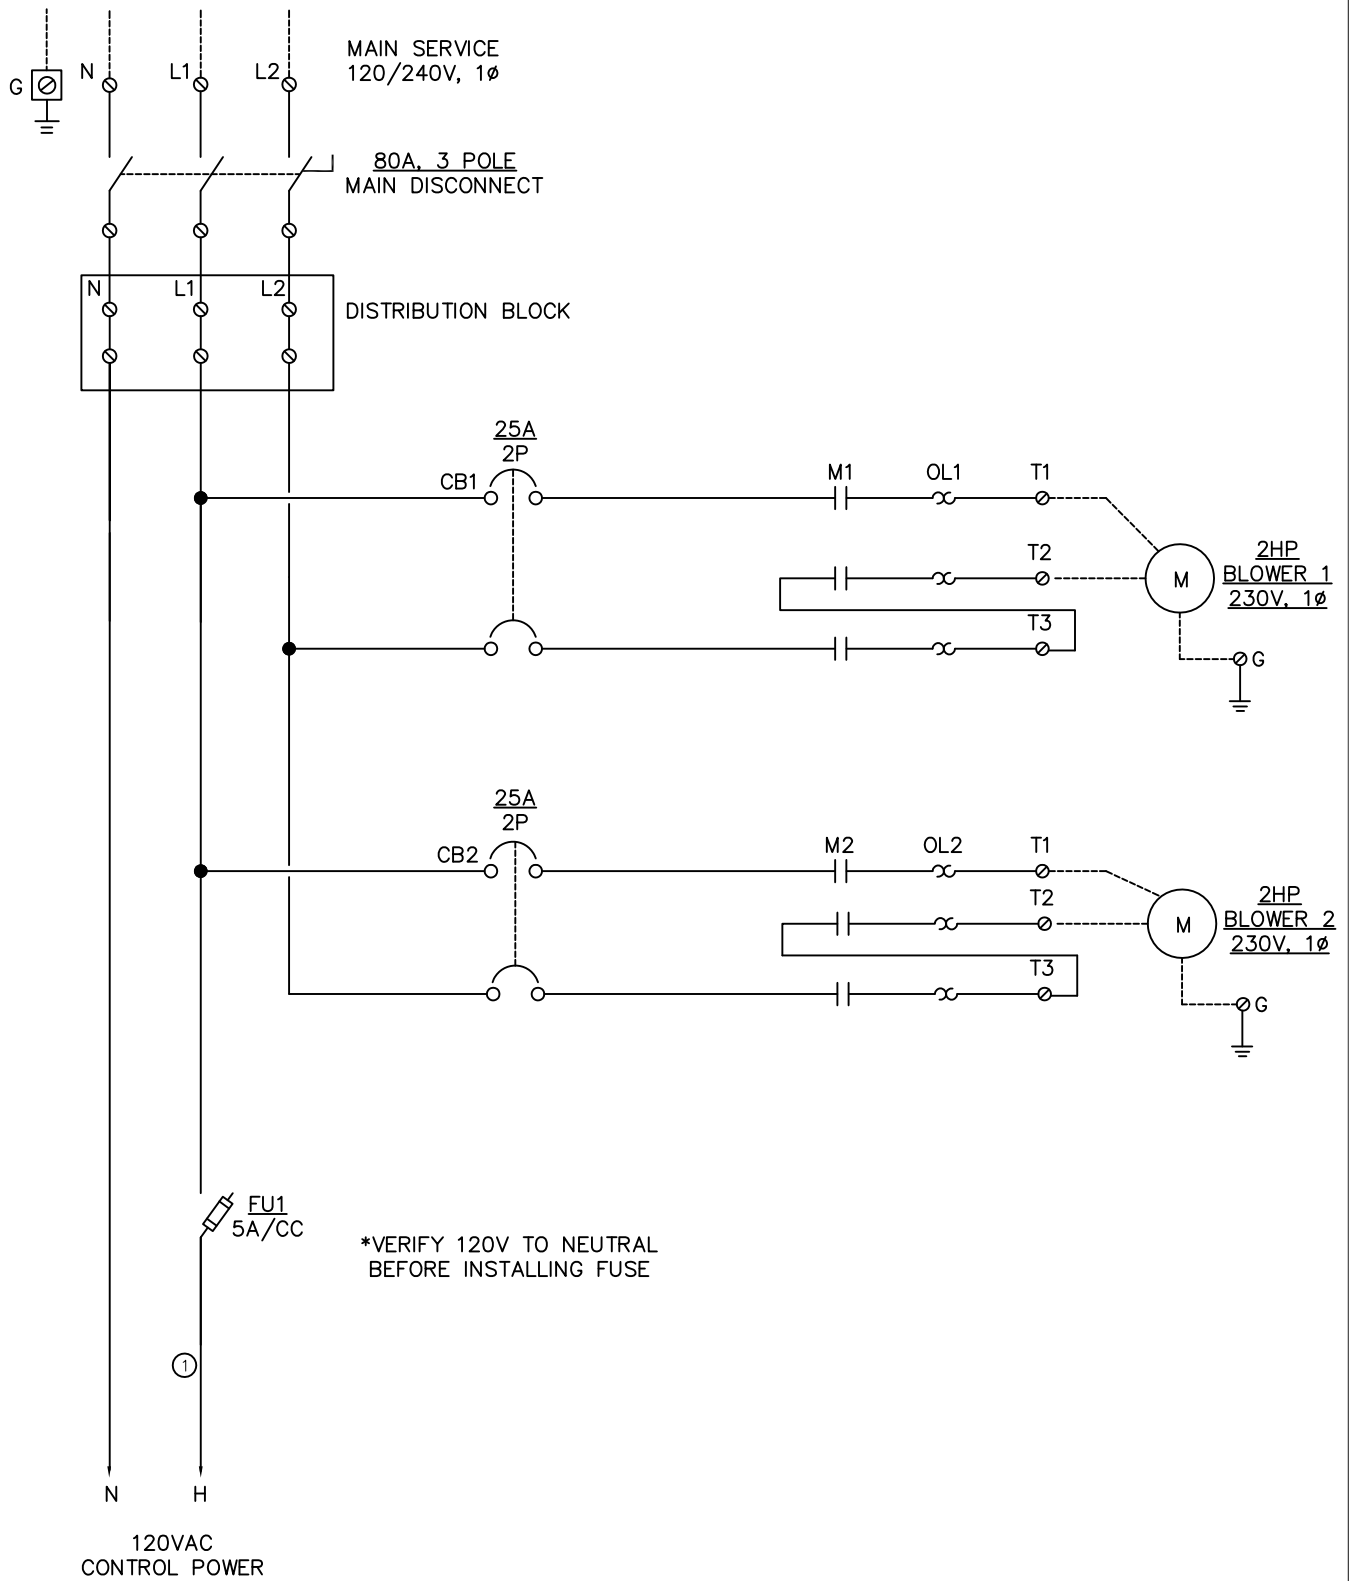 MAIN SERVICE
120/240V, 1ø
G
N
L1
L2
80A, 3 POLE
MAIN DISCONNECT
N
L1
L2
DISTRIBUTION BLOCK
25A
2P
CB1
M1
OL1
T1
T2
T3
M
2HP
BLOWER 1
230V, 1ø
G
25A
2P
CB2
M2
OL2
T1
T2
T3
M
2HP
BLOWER 2
230V, 1ø
G
FU1
5A/CC
*VERIFY 120V TO NEUTRAL
BEFORE INSTALLING FUSE
1
N
H
120VAC
CONTROL POWER